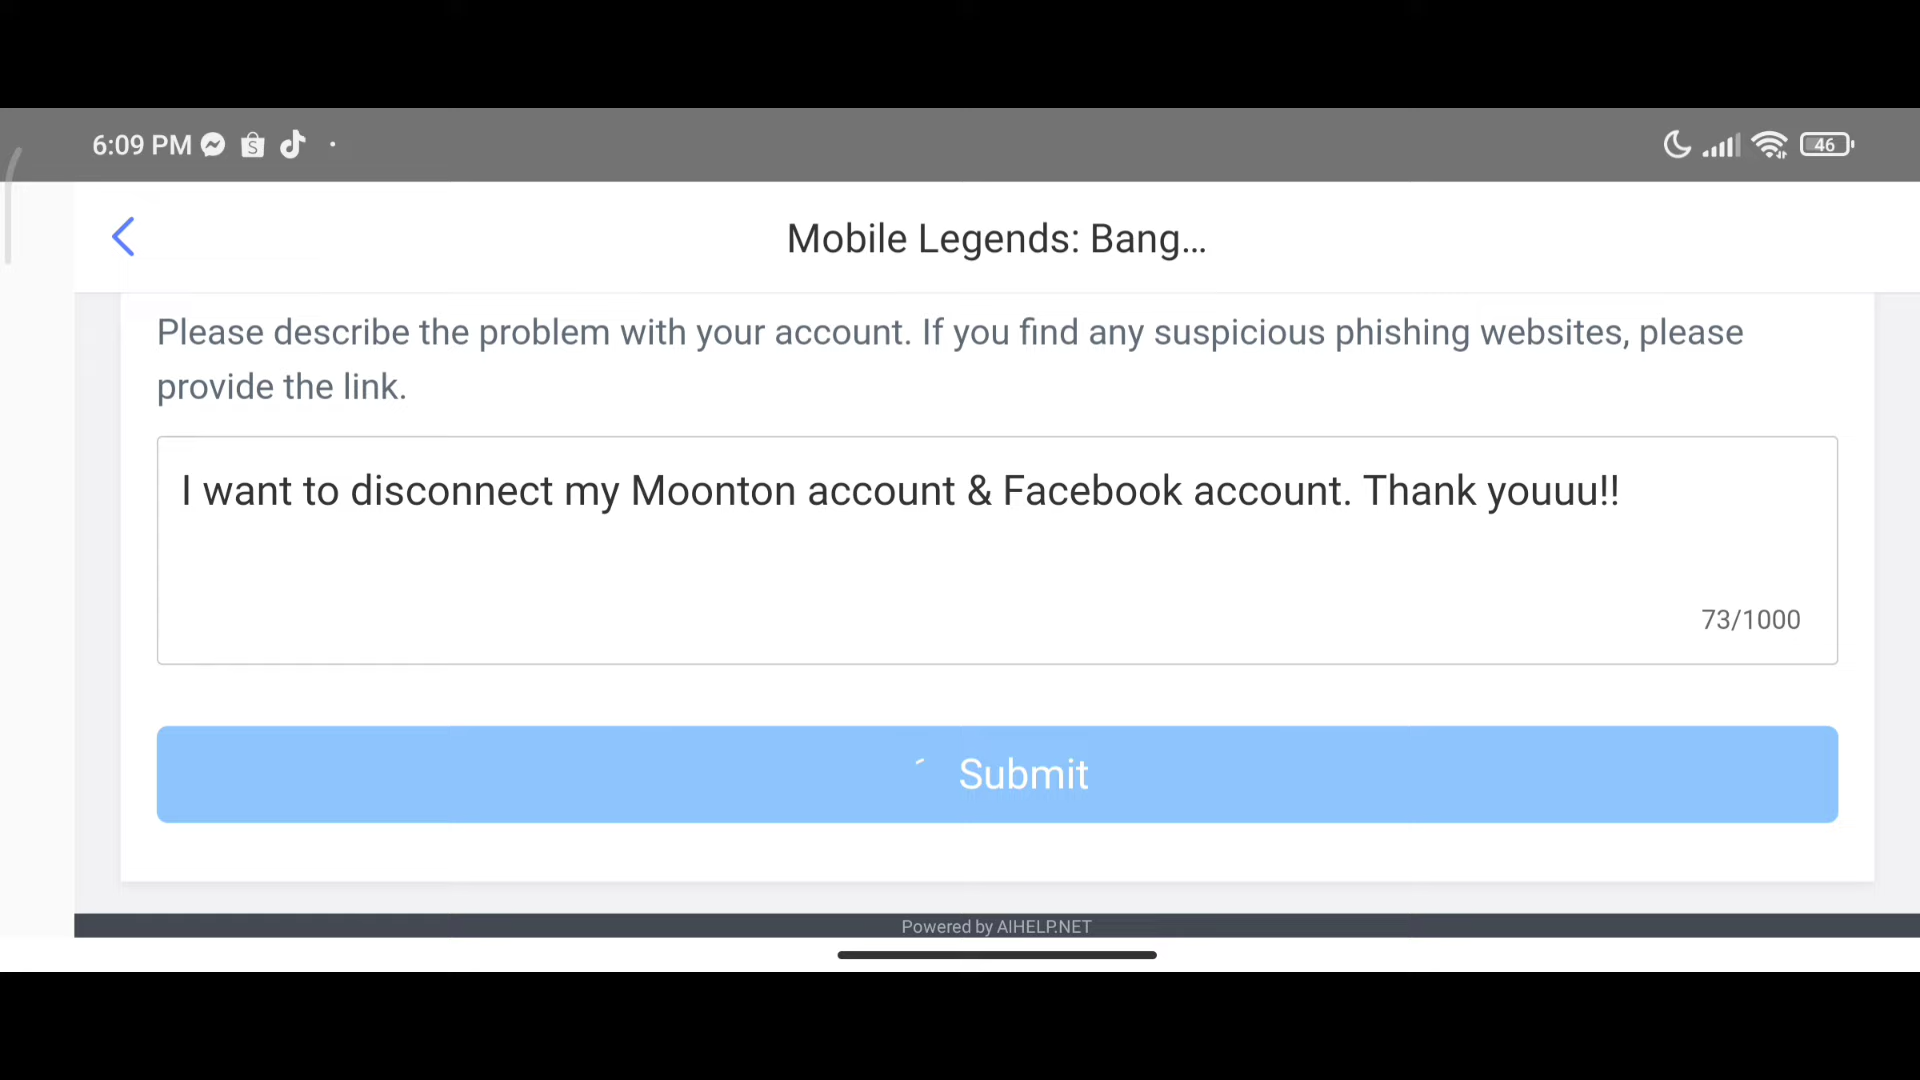 6:09 PM
46
Mobile Legends: Bang...
Please describe the problem with your account. If you find any suspicious phishing websites, please
provide the link.
I want to disconnect my Moonton account & Facebook account. Thank youuu!!
73/1000
Submit
Powered by AIHELP.NET